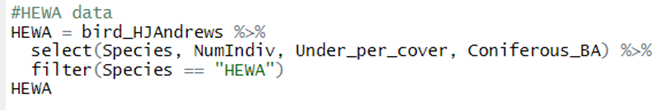 #HEWA data
HEWA = bird_HJAndrews %>%
  select(Species, NumIndiv, Under_per_cover, Coniferous_BA) %>%
  filter(Species == "HEWA")
HEWA